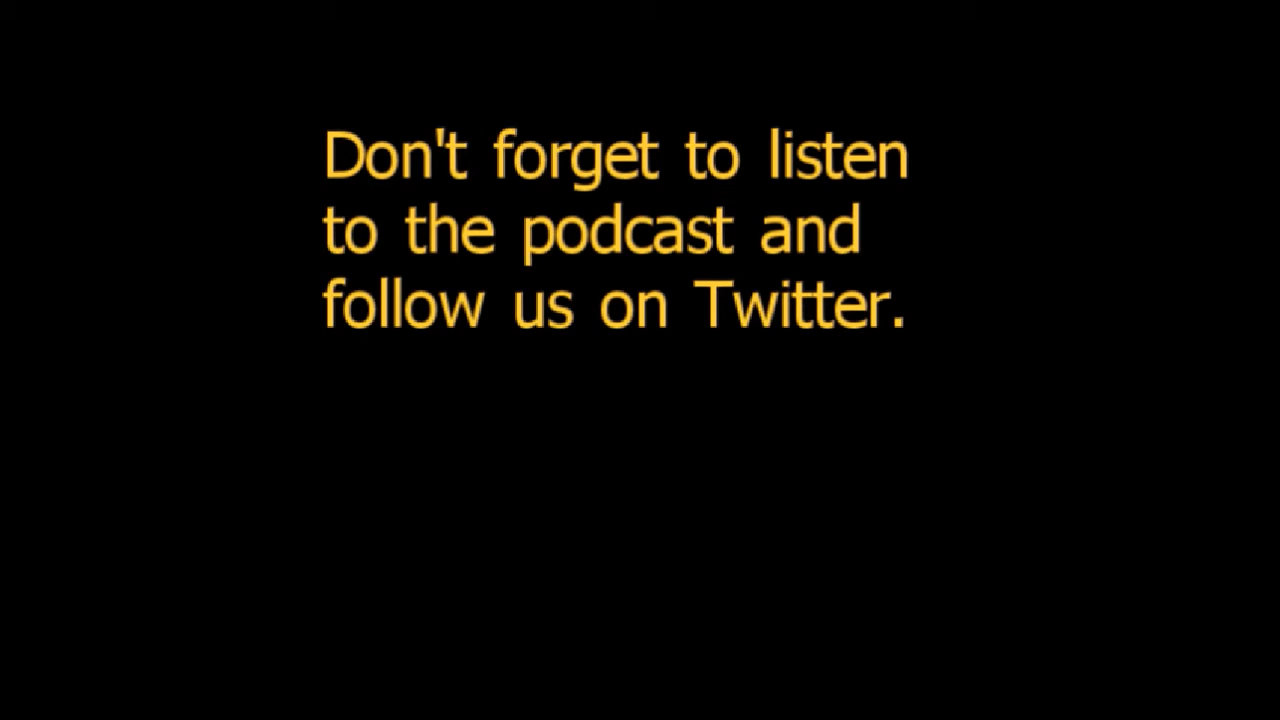 Don't forget to listen
to the podcast and
follow us on Twitter.